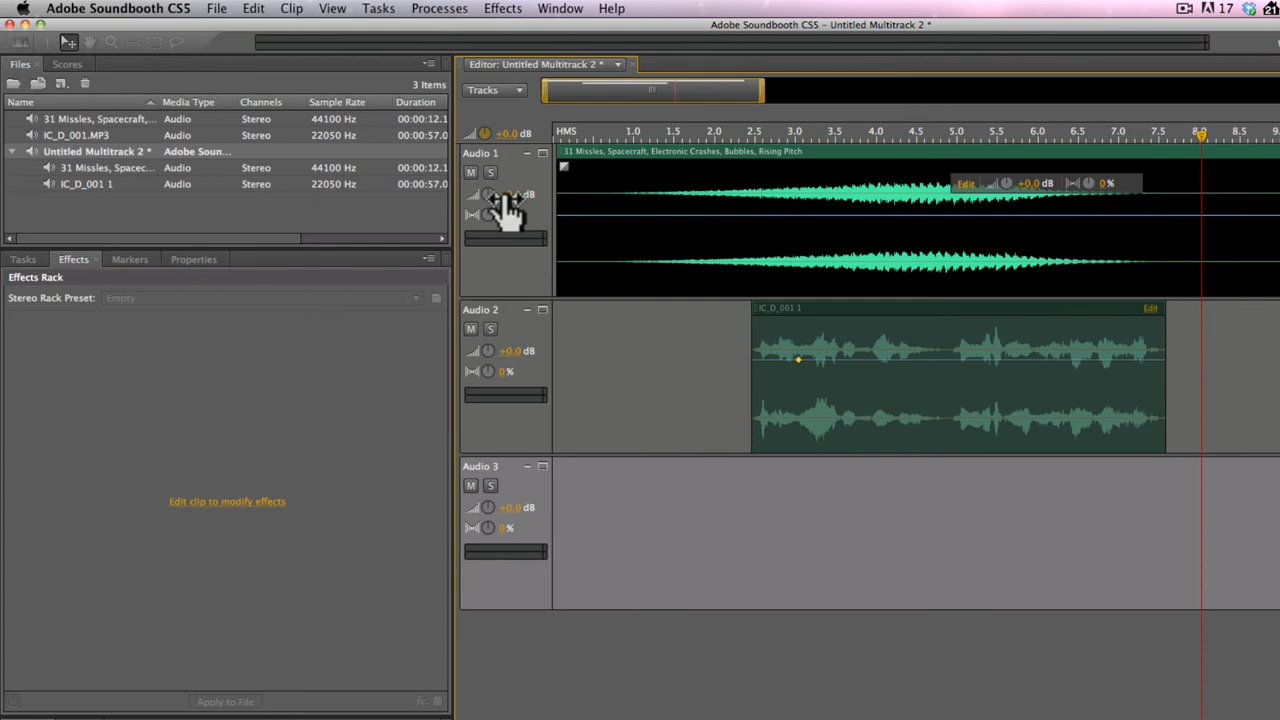 Adobe Soundbooth CS5 File Edit Clip View Tasks Processes Effects Window Help 17 21
Adobe Soundbooth CS5 – Untitled Multitrack 2 *
Files Scores
3 Items
Name Media Type Channels Sample Rate Duration
31 Missles, Spacecraft,... Audio Stereo 44100 Hz 00:00:12.1
IC_D_001.MP3 Audio Stereo 22050 Hz 00:00:57.0
Untitled Multitrack 2 * Adobe Soun...
31 Missles, Spacec... Audio Stereo 44100 Hz 00:00:12.1
IC_D_001 1 Audio Stereo 22050 Hz 00:00:57.0
Tasks Effects Markers Properties
Effects Rack
Stereo Rack Preset: Empty
Edit clip to modify effects
Apply to File fx
Editor: Untitled Multitrack 2 *
Tracks
+0.0 dB
HMS 1.0 1.5 2.0 2.5 3.0 3.5 4.0 4.5 5.0 5.5 6.0 6.5 7.0 7.5 8.0 8.5 9.
Audio 1
31 Missles, Spacecraft, Electronic Crashes, Bubbles, Rising Pitch
M S
dB
Edit +0.0 dB 0 %
Audio 2
IC_D_001 1 Edit
M S
+0.0 dB
0 %
Audio 3
M S
+0.0 dB
0 %